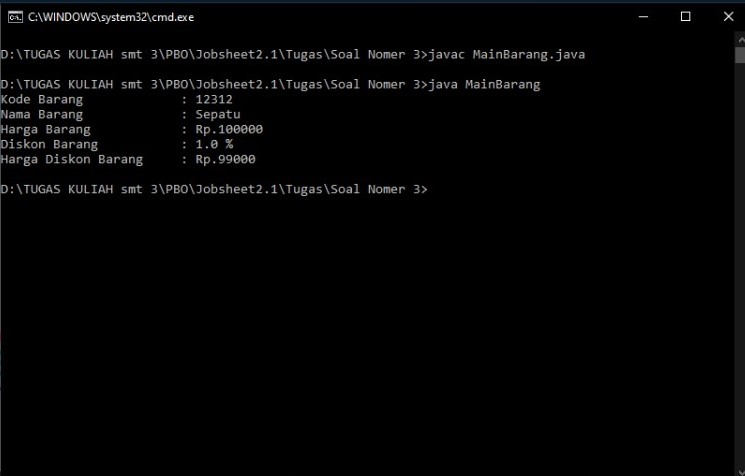 C:\WINDOWS\system32\cmd.exe
D:\TUGAS KULIAH smt 3\PBO\Jobsheet2.1\Tugas\Soal Nomer 3>javac MainBarang.java
D:\TUGAS KULIAH smt 3\PBO\Jobsheet2.1\Tugas\Soal Nomer 3>java MainBarang
Kode Barang : 12312
Nama Barang : Sepatu
Harga Barang : Rp.100000
Diskon Barang : 1.0 %
Harga Diskon Barang : Rp.99000
D:\TUGAS KULIAH smt 3\PBO\Jobsheet2.1\Tugas\Soal Nomer 3>